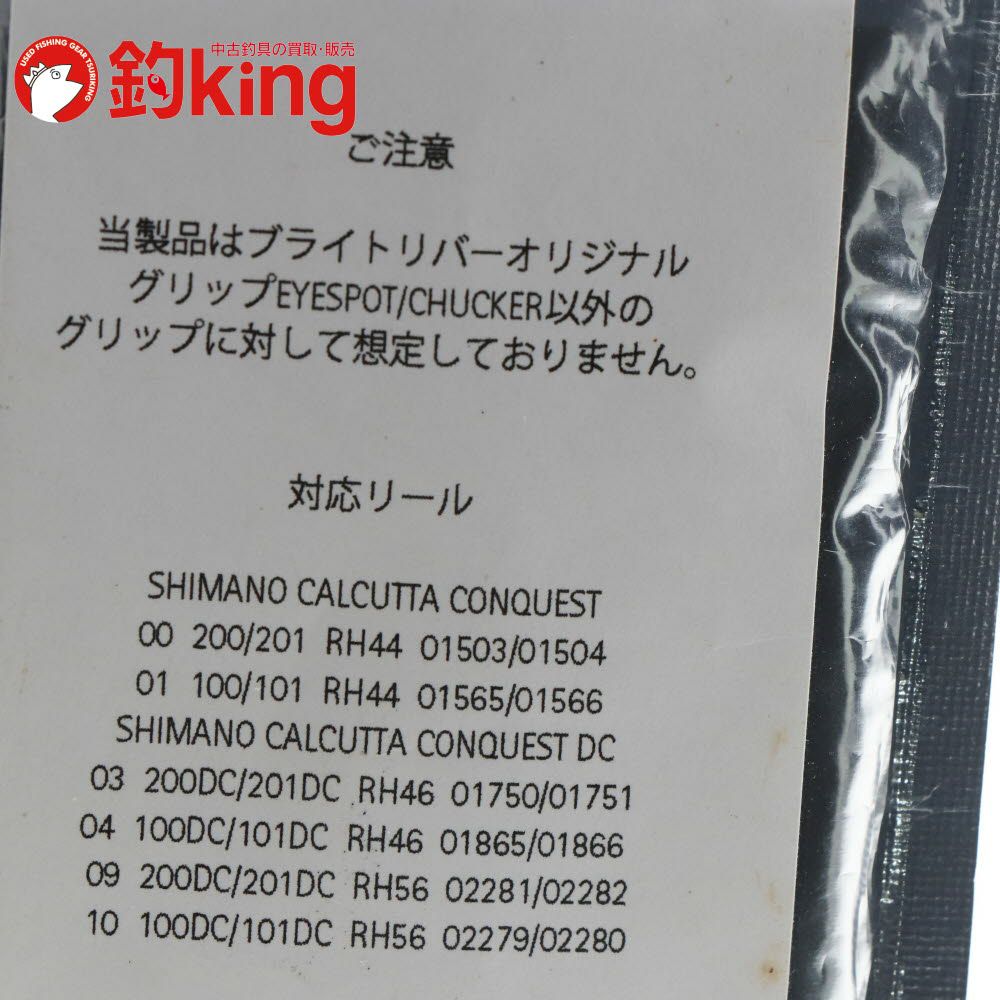 中古釣具の買取・販売
釣king
USED FISHING GEAR TSURIKING
ご注意
当製品はブライトリバーオリジナル
グリップEYESPOT/CHUCKER以外の
グリップに対して想定しておりません。
対応リール
SHIMANO CALCUTTA CONQUEST
00 200/201 RH44 01503/01504
01 100/101 RH44 01565/01566
SHIMANO CALCUTTA CONQUEST DC
03 200DC/201DC RH46 01750/01751
04 100DC/101DC RH46 01865/01866
09 200DC/201DC RH56 02281/02282
10 100DC/101DC RH56 02279/02280